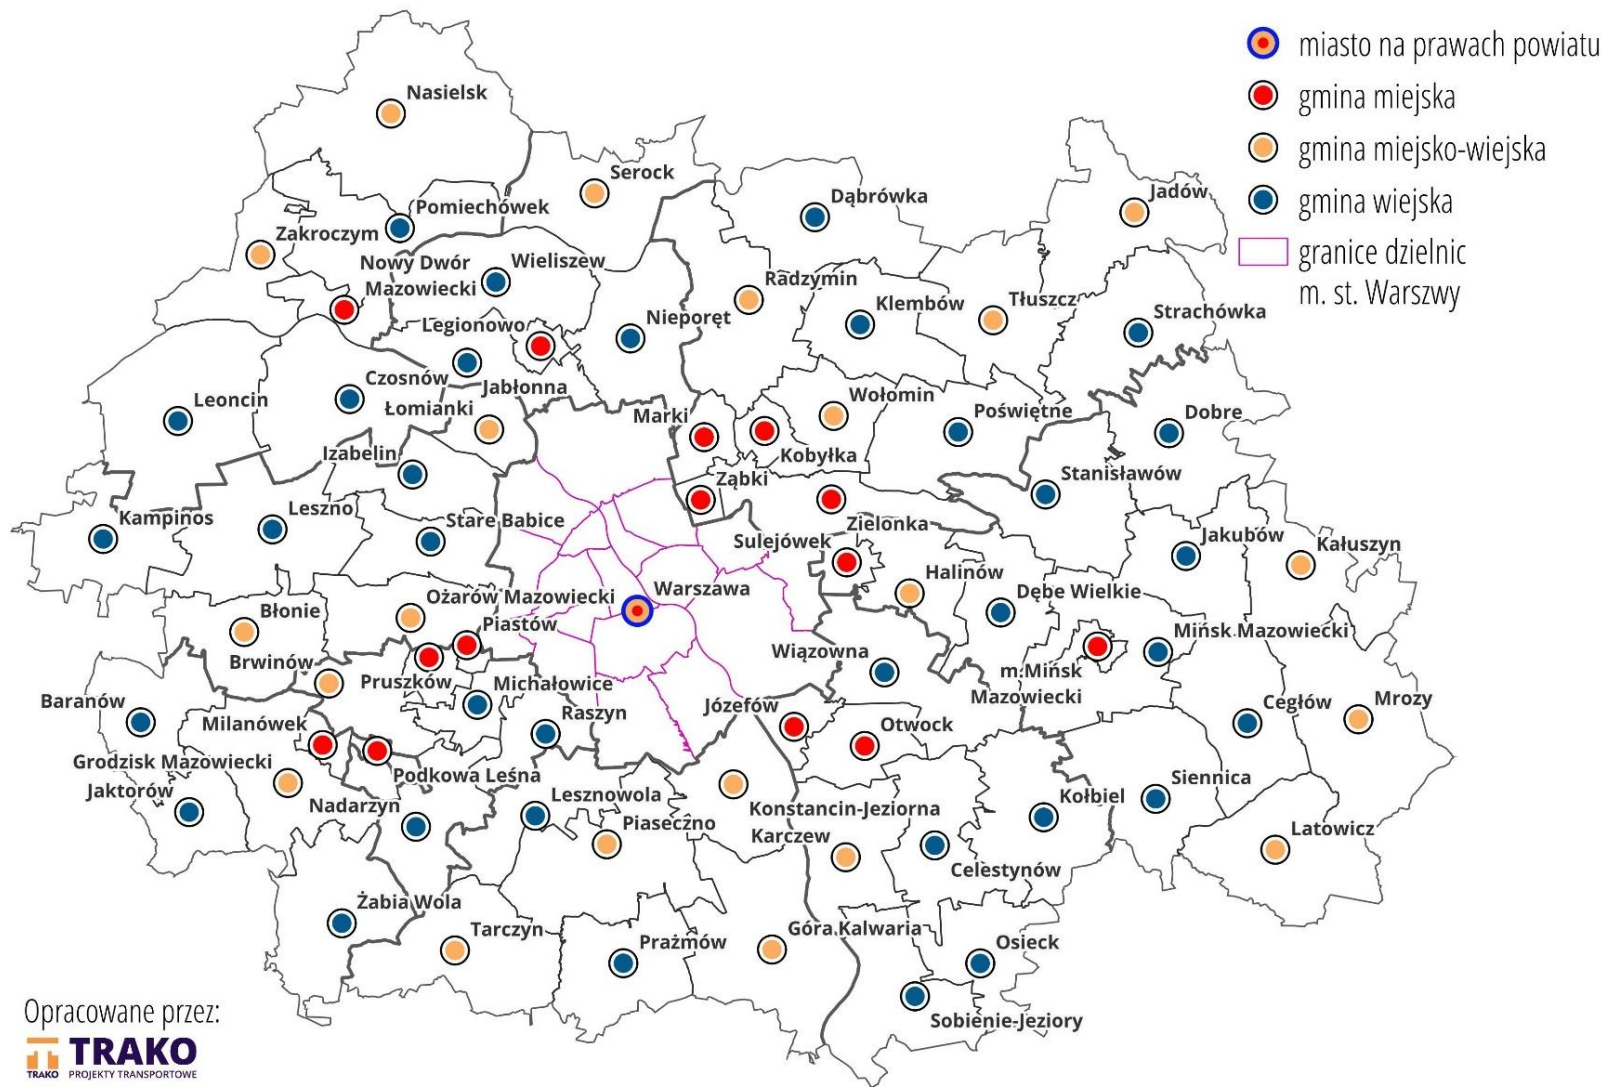 miasto na prawach powiatu
gmina miejska
gmina miejsko-wiejska
gmina wiejska
granice dzielnic
m. st. Warszwy
Nasielsk
Serock
Jadów
Dąbrówka
Pomiechówek
Zakroczym
Nowy Dwór
Mazowiecki
Wieliszew
Radzymin
Klembów
Tłuszcz
Strachówka
Legionowo
Nieporęt
Czosnów
Jabłonna
Leoncin
Łomianki
Marki
Wołomin
Poświętne
Dobre
Izabelin
Kobyłka
Stanisławów
Ząbki
Kampinos
Leszno
Stare Babice
Zielonka
Sulejówek
Jakubów
Kałuszyn
Halinów
Dębe Wielkie
Warszawa
Ożarów Mazowiecki
Błonie
Piastów
Mińsk Mazowiecki
Wiązowna
Brwinów
Pruszków
Michałowice
m.Mińsk
Mazowiecki
Baranów
Milanówek
Raszyn
Józefów
Otwock
Cegłów
Mrozy
Grodzisk Mazowiecki
Podkowa Leśna
Siennica
Jaktorów
Nadarzyn
Lesznowola
Konstancin-Jeziorna
Kołbiel
Piaseczno
Karczew
Latowicz
Celestynów
Żabia Wola
Tarczyn
Prażmów
Góra Kalwaria
Osieck
Sobienie-Jeziory
Opracowane przez:
TRAKO
TRAKO
PROJEKTY TRANSPORTOWE